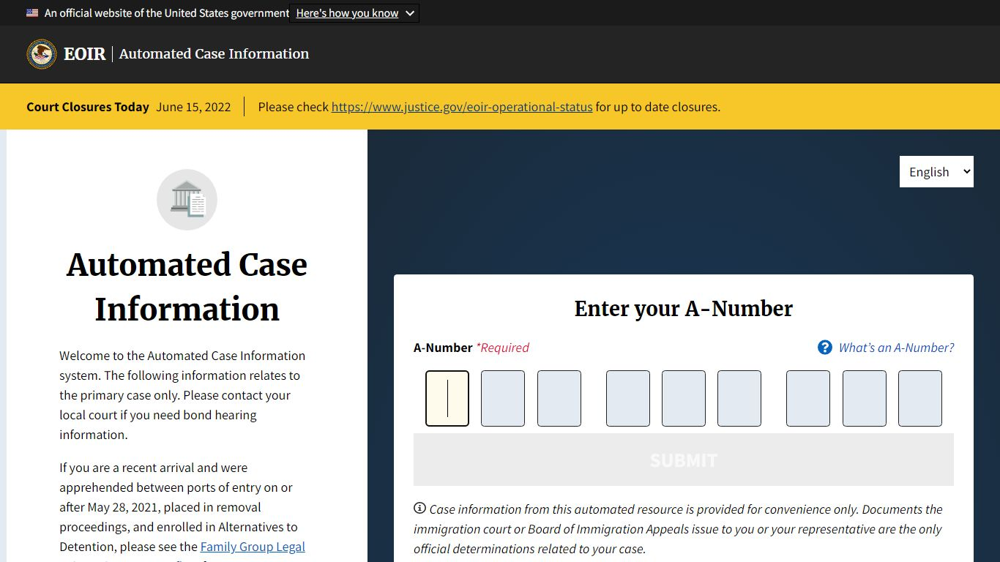 An official website of the United States government Here's how you know
EOIR Automated Case Information
Court Closures Today June 15, 2022 Please check https://www.justice.gov/eoir-operational-status for up to date closures.
Automated Case
Information
Welcome to the Automated Case Information
system. The following information relates to
the primary case only. Please contact your
local court if you need bond hearing
information.
If you are a recent arrival and were
apprehended between ports of entry on or
after May 28, 2021, placed in removal
proceedings, and enrolled in Alternatives to
Detention, please see the Family Group Legal
English
Enter your A-Number
A-Number *Required
? What's an A-Number?
SUBMIT
Case information from this automated resource is provided for convenience only. Documents the
immigration court or Board of Immigration Appeals issue to you or your representative are the only
official determinations related to your case.